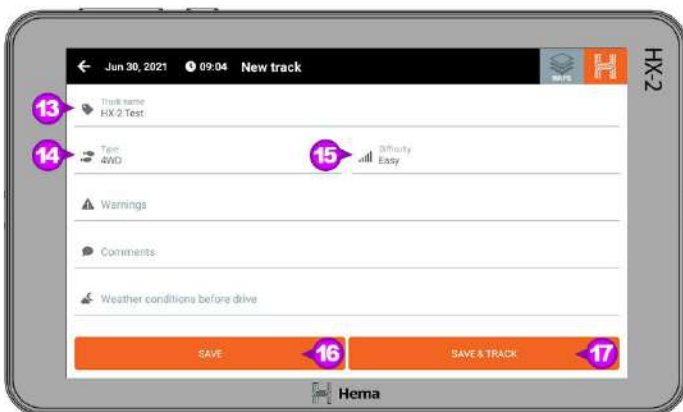 Jun 30, 2021 09:04 New track
MAPS
H
HX-2
13
Track name
HX-2 Test
14
Type
4WD
15
Difficulty
Easy
Warnings
Comments
Weather conditions before drive
SAVE
16
SAVE & TRACK
17
Hema